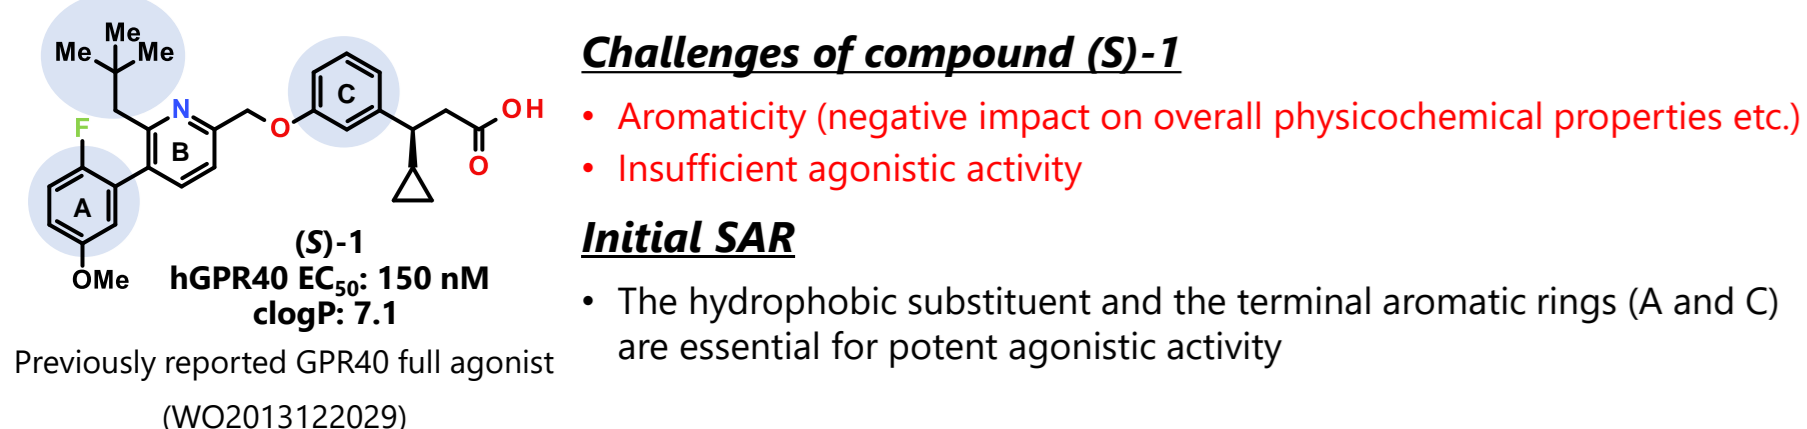 Me
Me
Me
F
N
B
O
C
OH
O
A
OMe
(S)-1
hGPR40 EC50: 150 nM
clogP: 7.1
Previously reported GPR40 full agonist
(WO2013122029)
Challenges of compound (S)-1
• Aromaticity (negative impact on overall physicochemical properties etc.)
• Insufficient agonistic activity
Initial SAR
• The hydrophobic substituent and the terminal aromatic rings (A and C)
are essential for potent agonistic activity